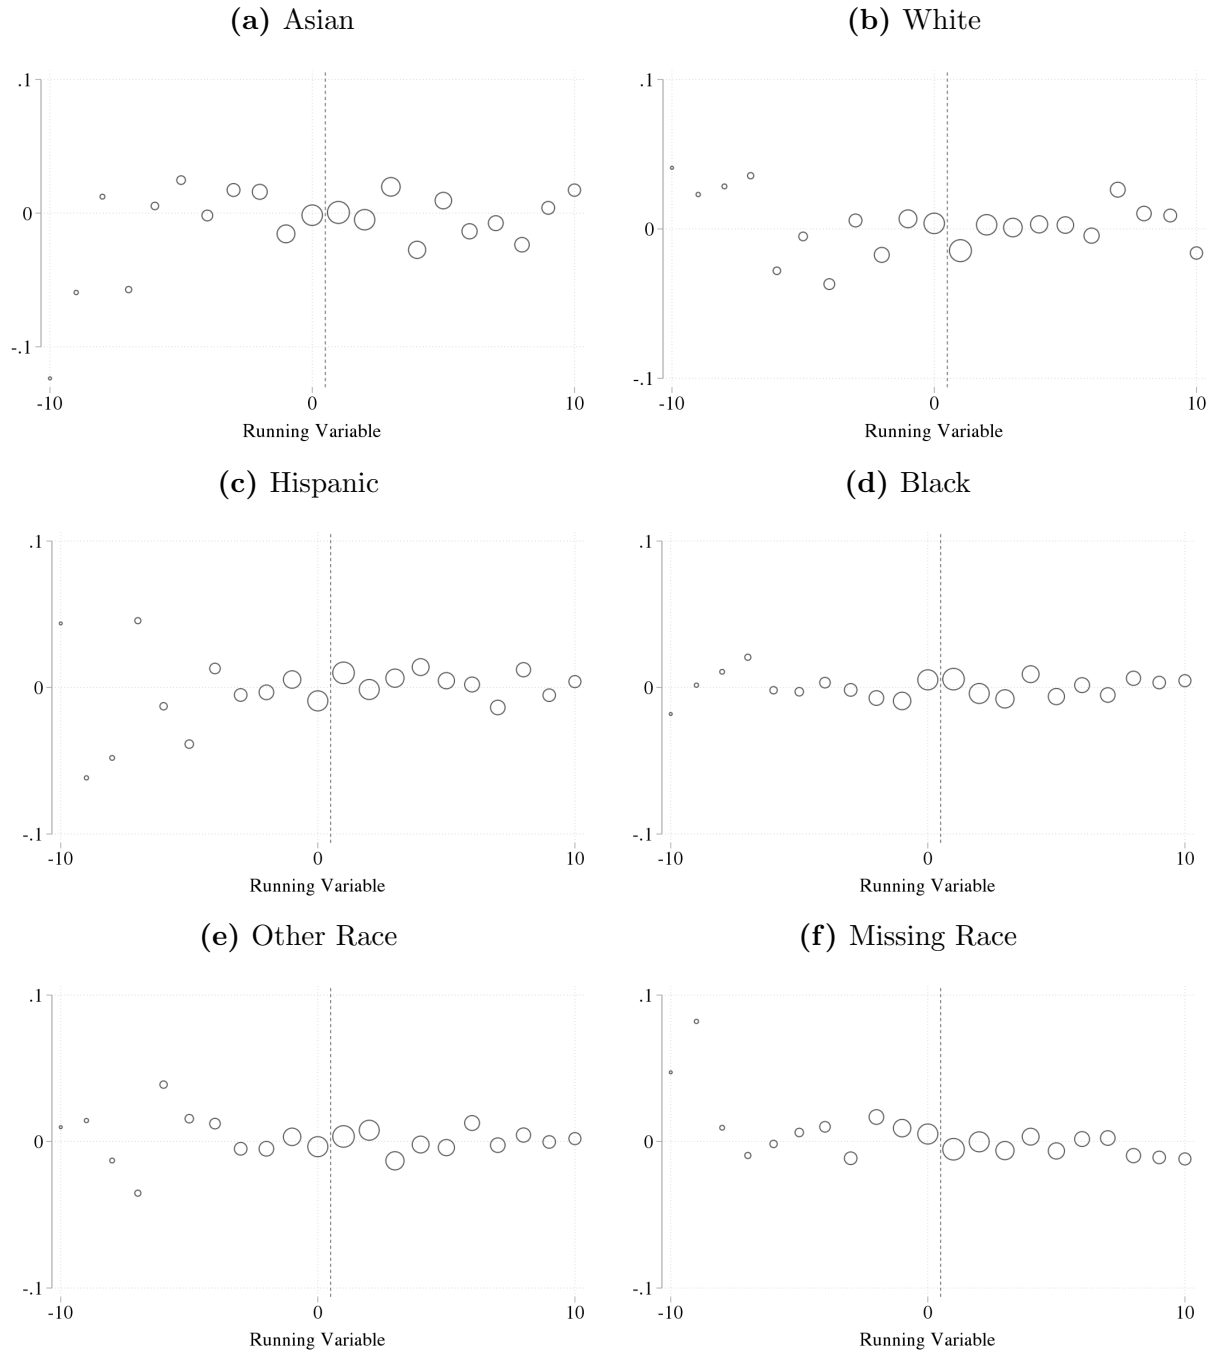 (a) Asian
(b) White
.1
0
-.1
-10 0 10
Running Variable
.1
0
-.1
-10 0 10
Running Variable
(c) Hispanic
(d) Black
.1
0
-.1
-10 0 10
Running Variable
.1
0
-.1
-10 0 10
Running Variable
(e) Other Race
(f) Missing Race
.1
0
-.1
-10 0 10
Running Variable
.1
0
-.1
-10 0 10
Running Variable